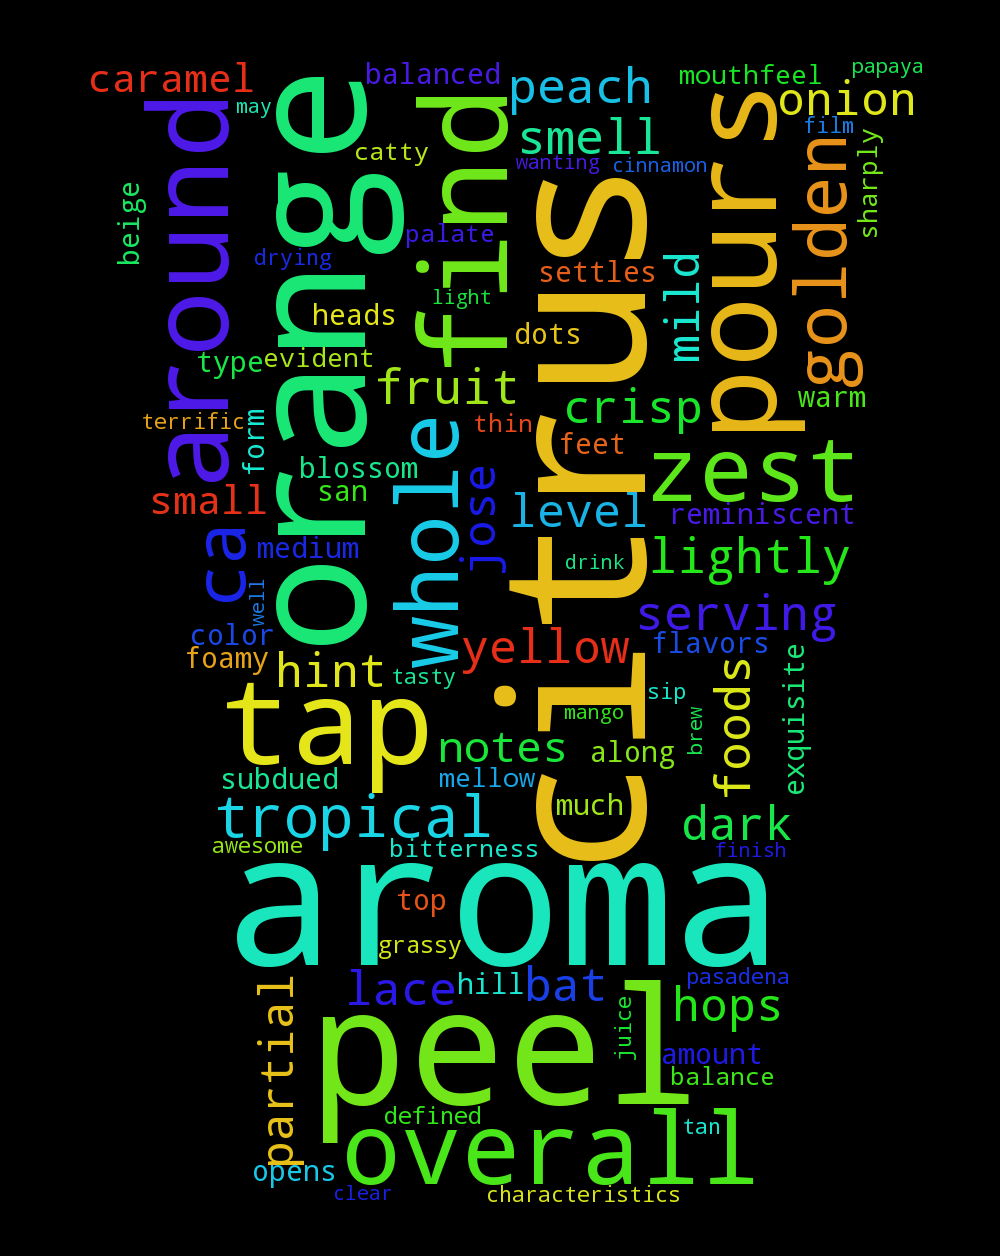 caramel
around
may
orange
balanced
find
peach
mouthfeel
papaya
onion
smell
film
catty
wanting
cinnamon
pours
golden
sharply
beige
palate
drying
citrus
settles
mild
light
heads
dots
type
evident
fruit
crisp
warm
terrific
form
thin
feet
whole
zest
blossom
san
small
jose
level
reminiscent
ca
medium
drink
lightly
well
serving
color
flavors
foamy
hint
yellow
tasty
sip
foods
exquisite
tap
mango
brew
notes
along
subdued
mellow
much
tropical
dark
awesome
bitterness
finish
aroma
top
grassy
lace
hill
bat
pasadena
partial
peel
juice
hops
amount
balance
defined
overall
tan
opens
clear
characteristics